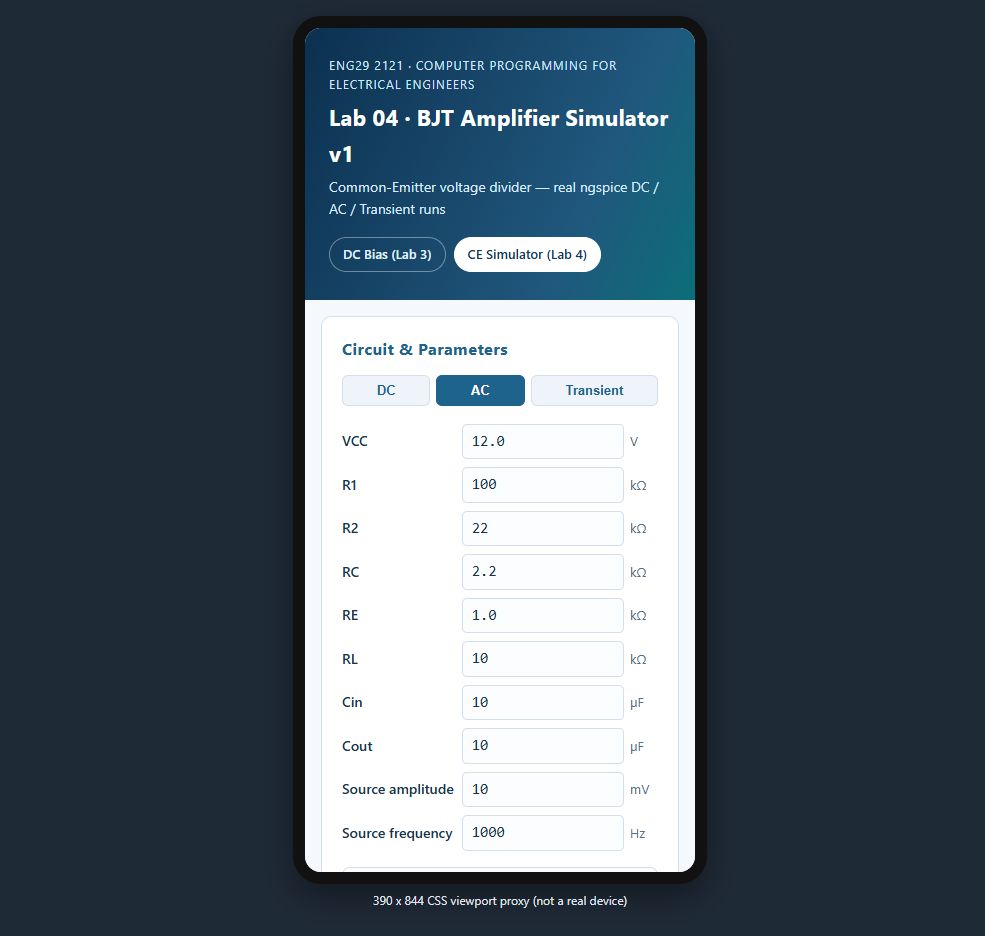 ENG29 2121 · COMPUTER PROGRAMMING FOR
ELECTRICAL ENGINEERS
Lab 04 · BJT Amplifier Simulator
v1
Common-Emitter voltage divider — real ngspice DC /
AC / Transient runs
DC Bias (Lab 3) CE Simulator (Lab 4)
Circuit & Parameters
DC AC Transient
VCC 12.0 V
R1 100 kΩ
R2 22 kΩ
RC 2.2 kΩ
RE 1.0 kΩ
RL 10 kΩ
Cin 10 µF
Cout 10 µF
Source amplitude 10 mV
Source frequency 1000 Hz
390 x 844 CSS viewport proxy (not a real device)